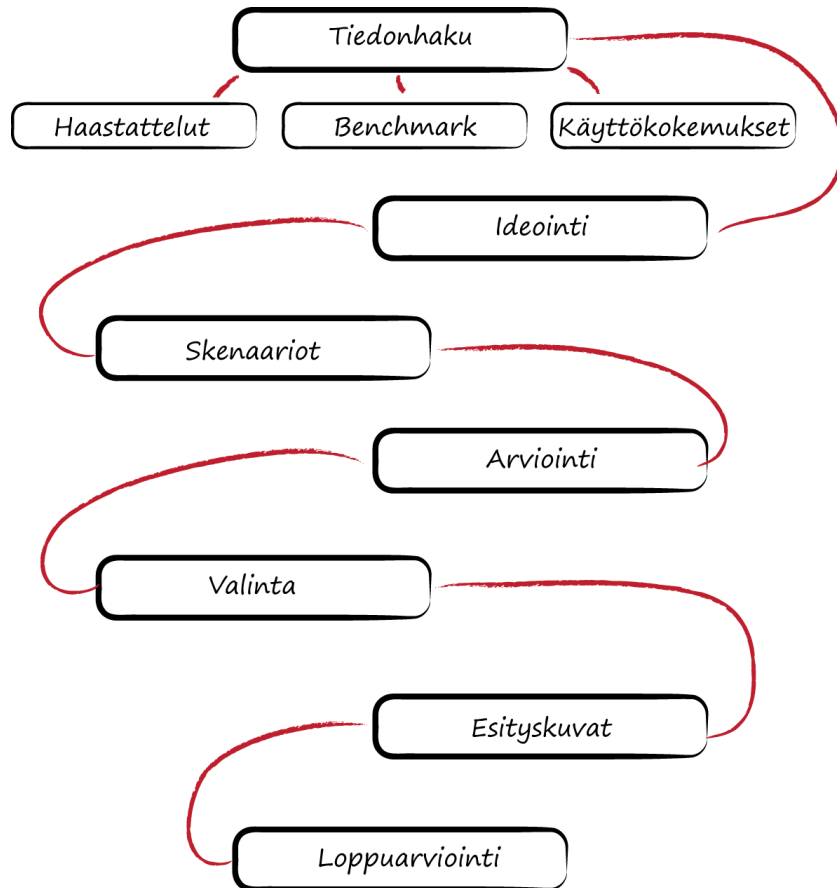 Tiedonhaku
Haastattelut
Benchmark
Käyttökokemukset
Ideointi
Skenaariot
Arviointi
Valinta
Esityskuvat
Loppuarviointi